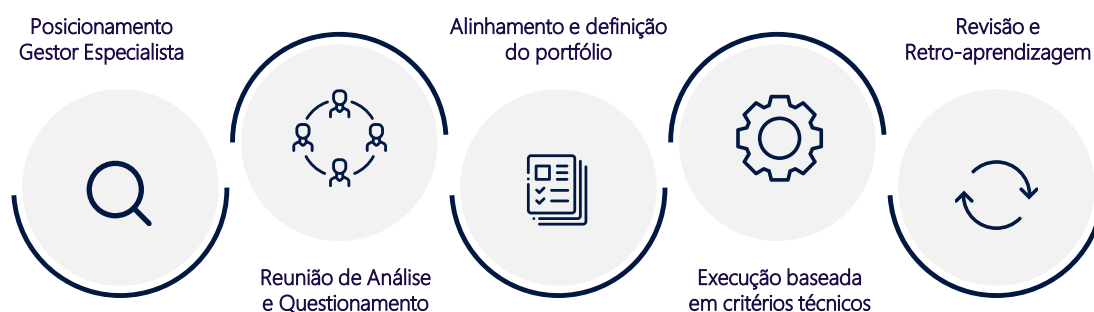 Posicionamento
Gestor Especialista
Reunião de Análise
e Questionamento
Alinhamento e definição
do portfólio
Execução baseada
em critérios técnicos
Revisão e
Retro-aprendizagem